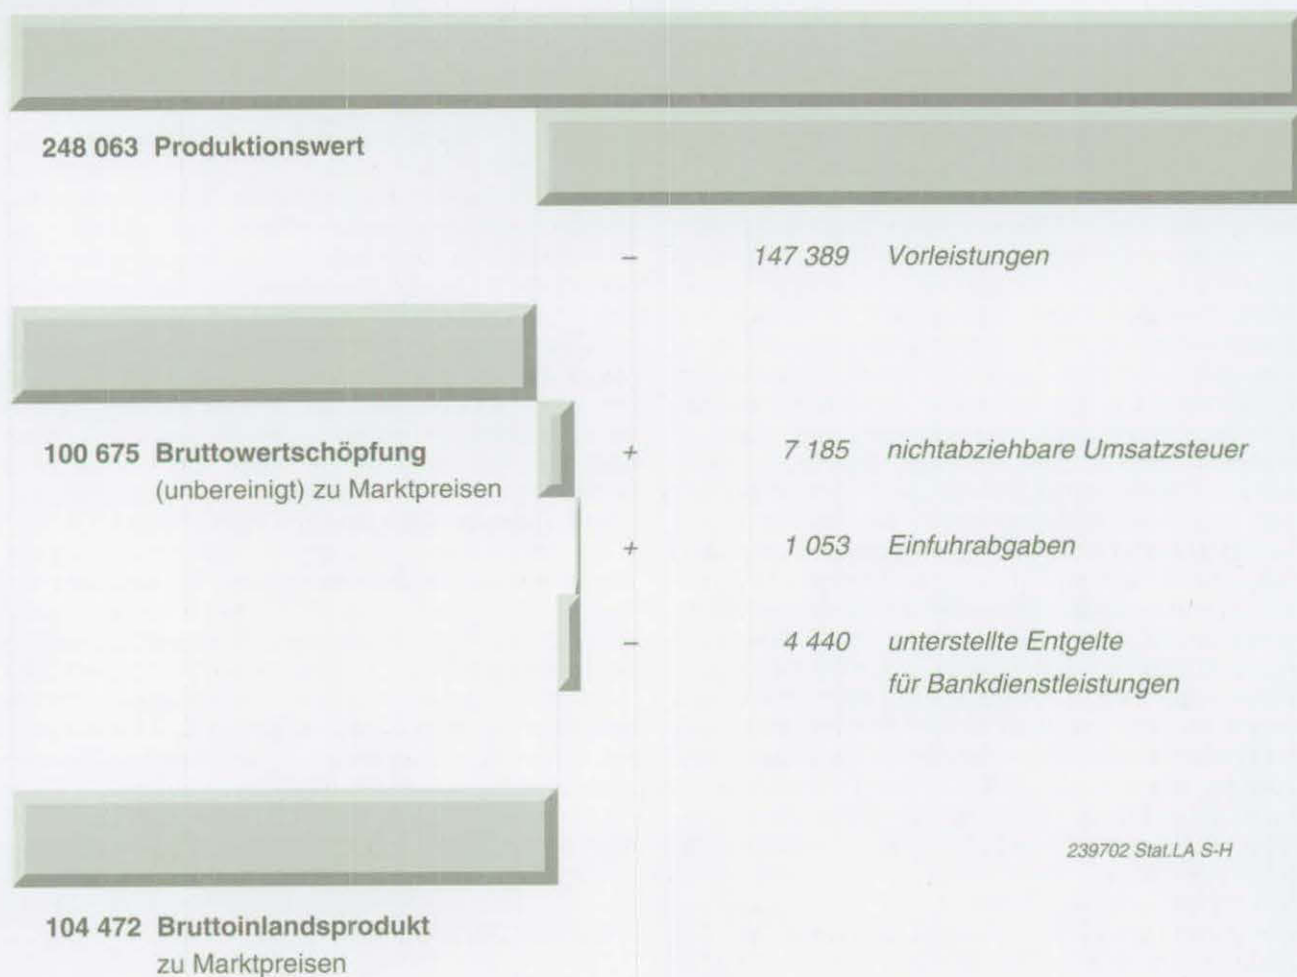 248 063 Produktionswert
– 147 389 Vorleistungen
100 675 Bruttowertschöpfung
(unbereinigt) zu Marktpreisen
+ 7 185 nichtabziehbare Umsatzsteuer
+ 1 053 Einfuhrabgaben
– 4 440 unterstellte Entgelte
für Bankdienstleistungen
239702 Stat.LA S-H
104 472 Bruttoinlandsprodukt
zu Marktpreisen